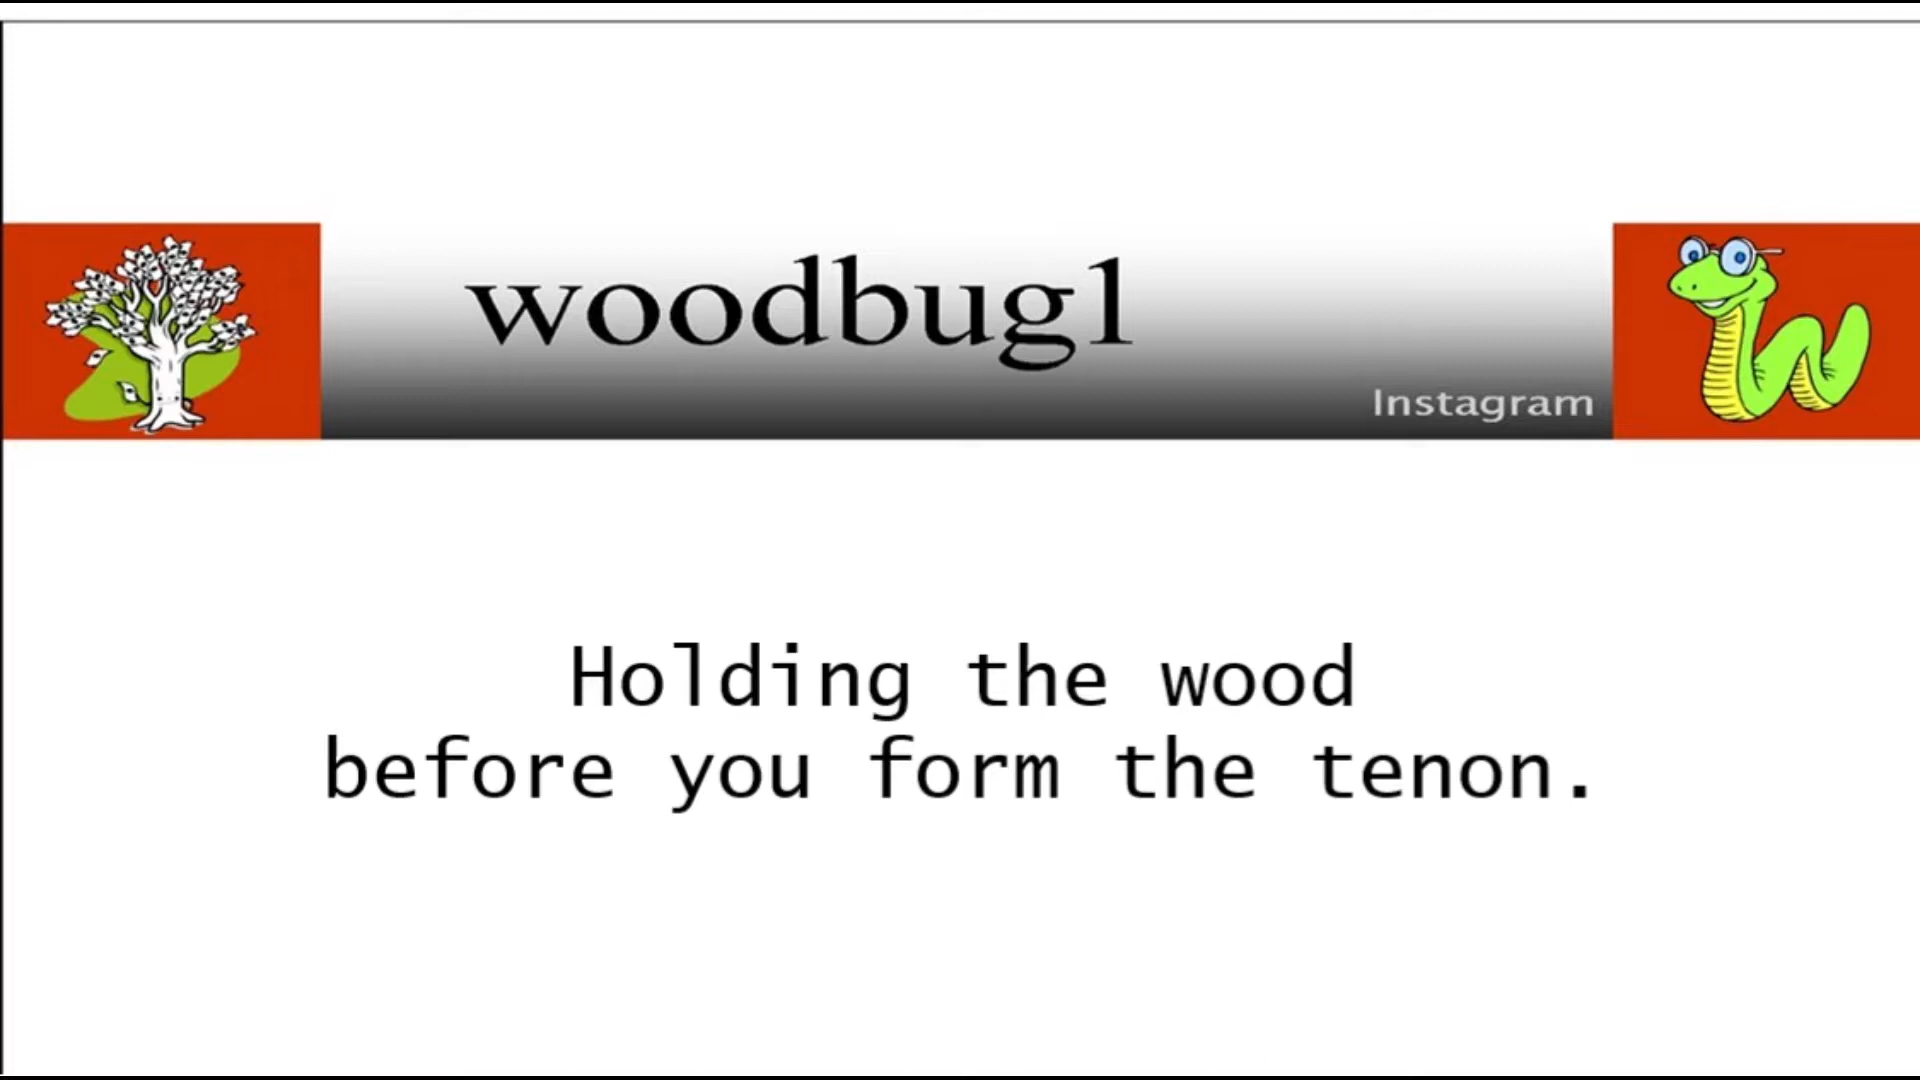 woodbug1
Instagram
Holding the wood
before you form the tenon.